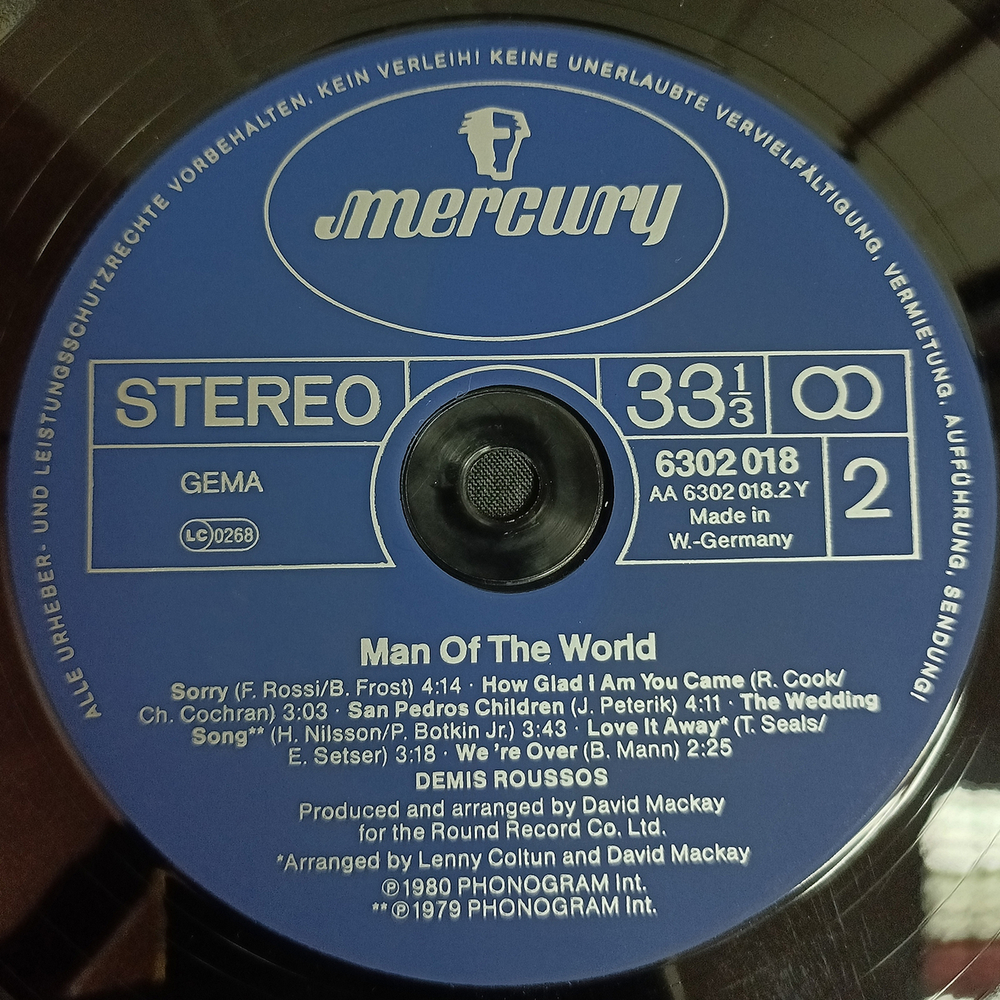 ALLE URHEBER- UND LEISTUNGSSCHUTZRECHTE VORBEHALTEN. KEIN VERLEIH! KEINE UNERLAUBTE VERVIELFÄLTIGUNG, VERMIETUNG, AUFFÜHRUNG, SENDUNG!
mercury
STEREO
33 1/3
GEMA
LC 0268
6302 018
AA 6302 018.2 Y
Made in
W.-Germany
2
Man Of The World
Sorry (F. Rossi/B. Frost) 4:14 · How Glad I Am You Came (R. Cook/
Ch. Cochran) 3:03 · San Pedros Children (J. Peterik) 4:11 · The Wedding
Song** (H. Nilsson/P. Botkin Jr.) 3:43 · Love It Away* (T. Seals/
E. Setser) 3:18 · We're Over (B. Mann) 2:25
DEMIS ROUSSOS
Produced and arranged by David Mackay
for the Round Record Co. Ltd.
*Arranged by Lenny Coltun and David Mackay
℗ 1980 PHONOGRAM Int.
** ℗ 1979 PHONOGRAM Int.